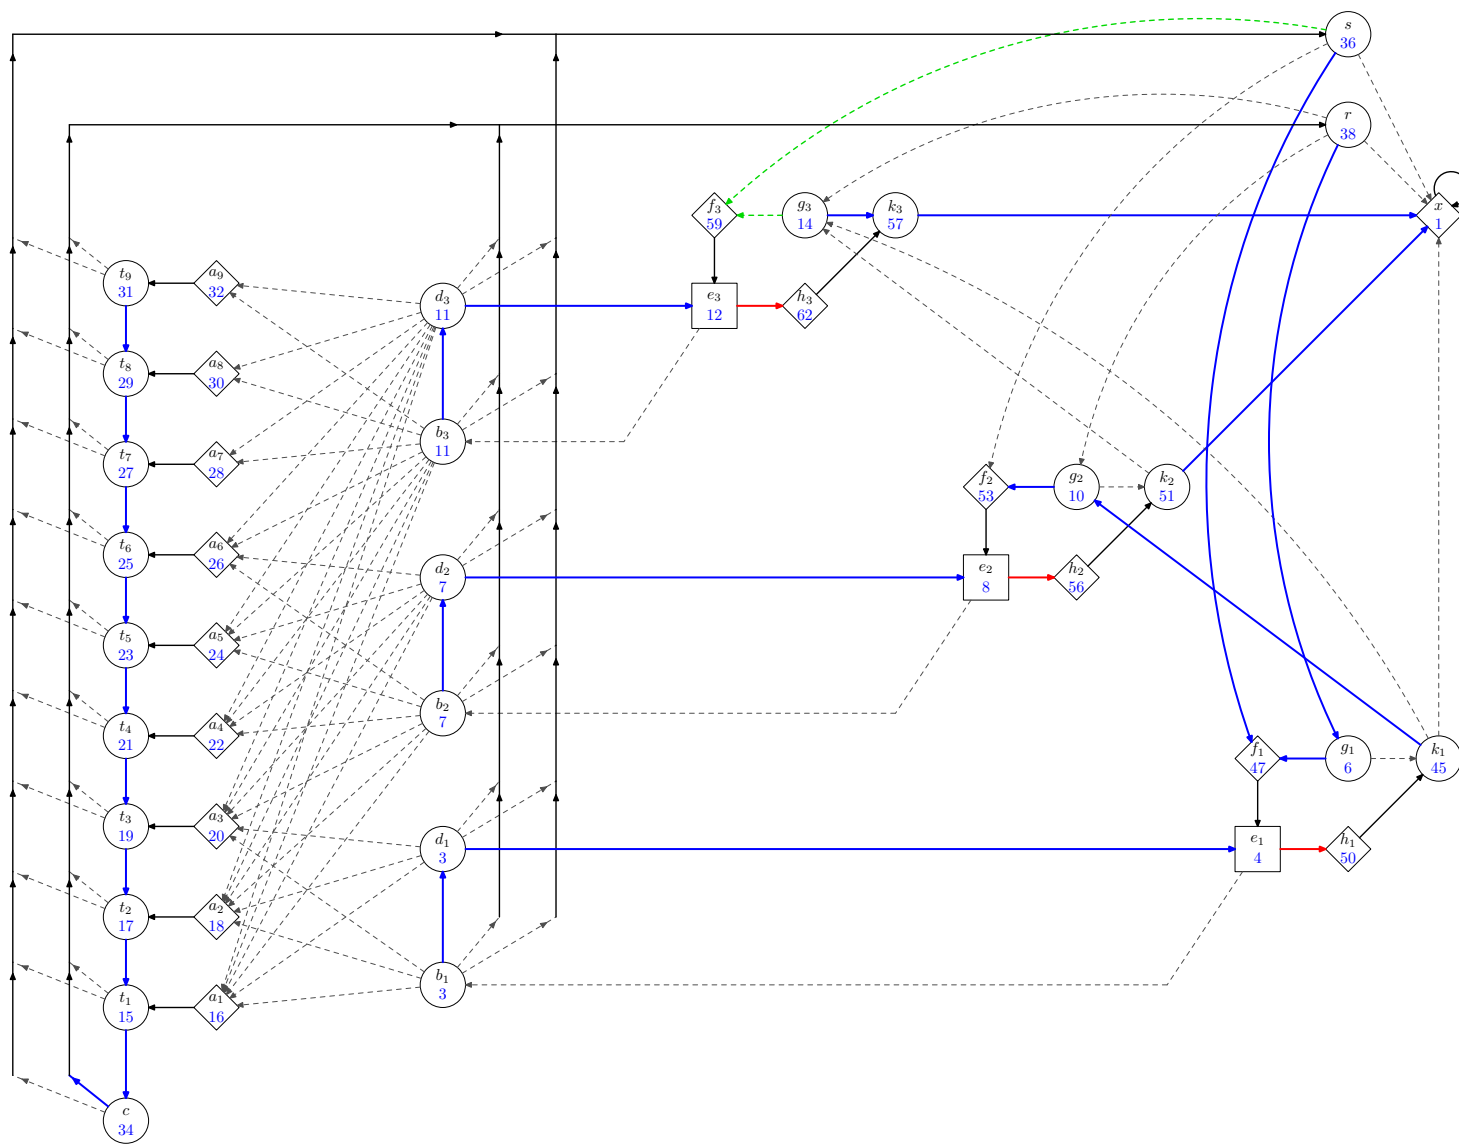 s
36
r
38
f₃
59
g₃
14
k₃
57
x
1
t₉
31
a₉
32
d₃
11
e₃
12
h₃
62
t₈
29
a₈
30
b₃
11
t₇
27
a₇
28
f₂
53
g₂
10
k₂
51
t₆
25
a₆
26
d₂
7
e₂
8
h₂
56
t₅
23
a₅
24
b₂
7
t₄
21
a₄
22
f₁
47
g₁
6
k₁
45
t₃
19
a₃
20
d₁
3
e₁
4
h₁
50
t₂
17
a₂
18
b₁
3
t₁
15
a₁
16
c
34